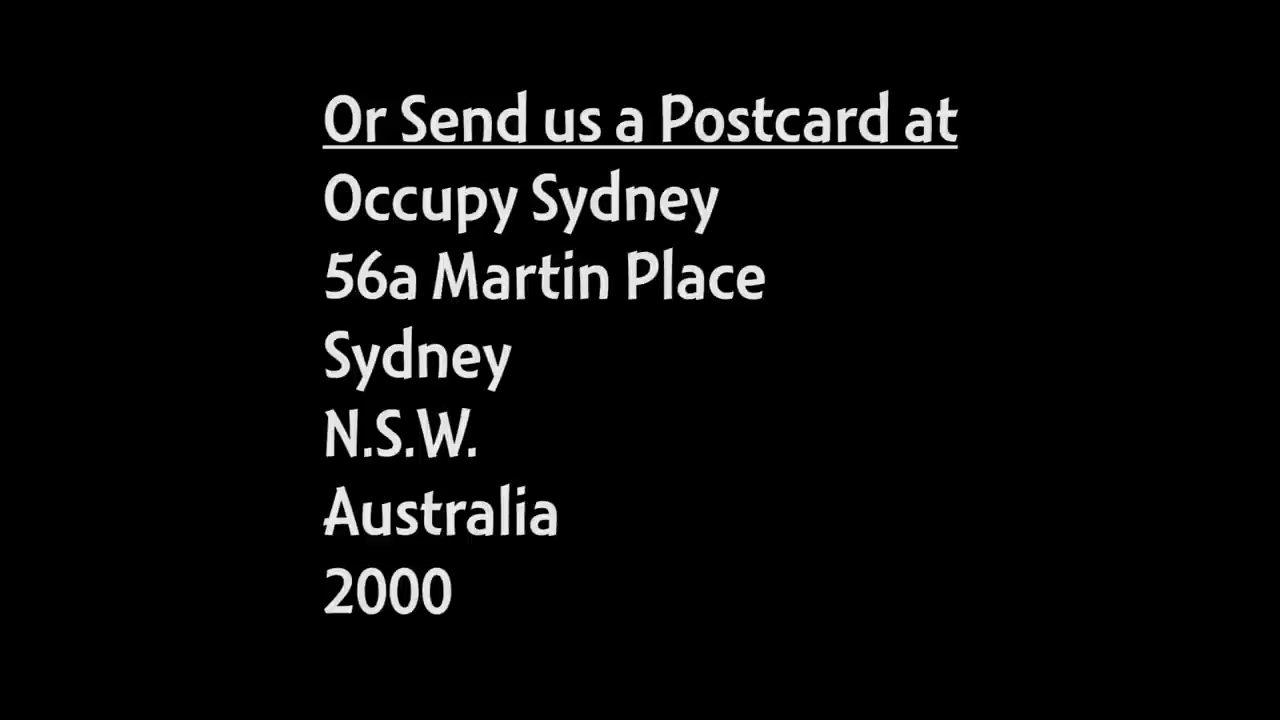 Or Send us a Postcard at
Occupy Sydney
56a Martin Place
Sydney
N.S.W.
Australia
2000